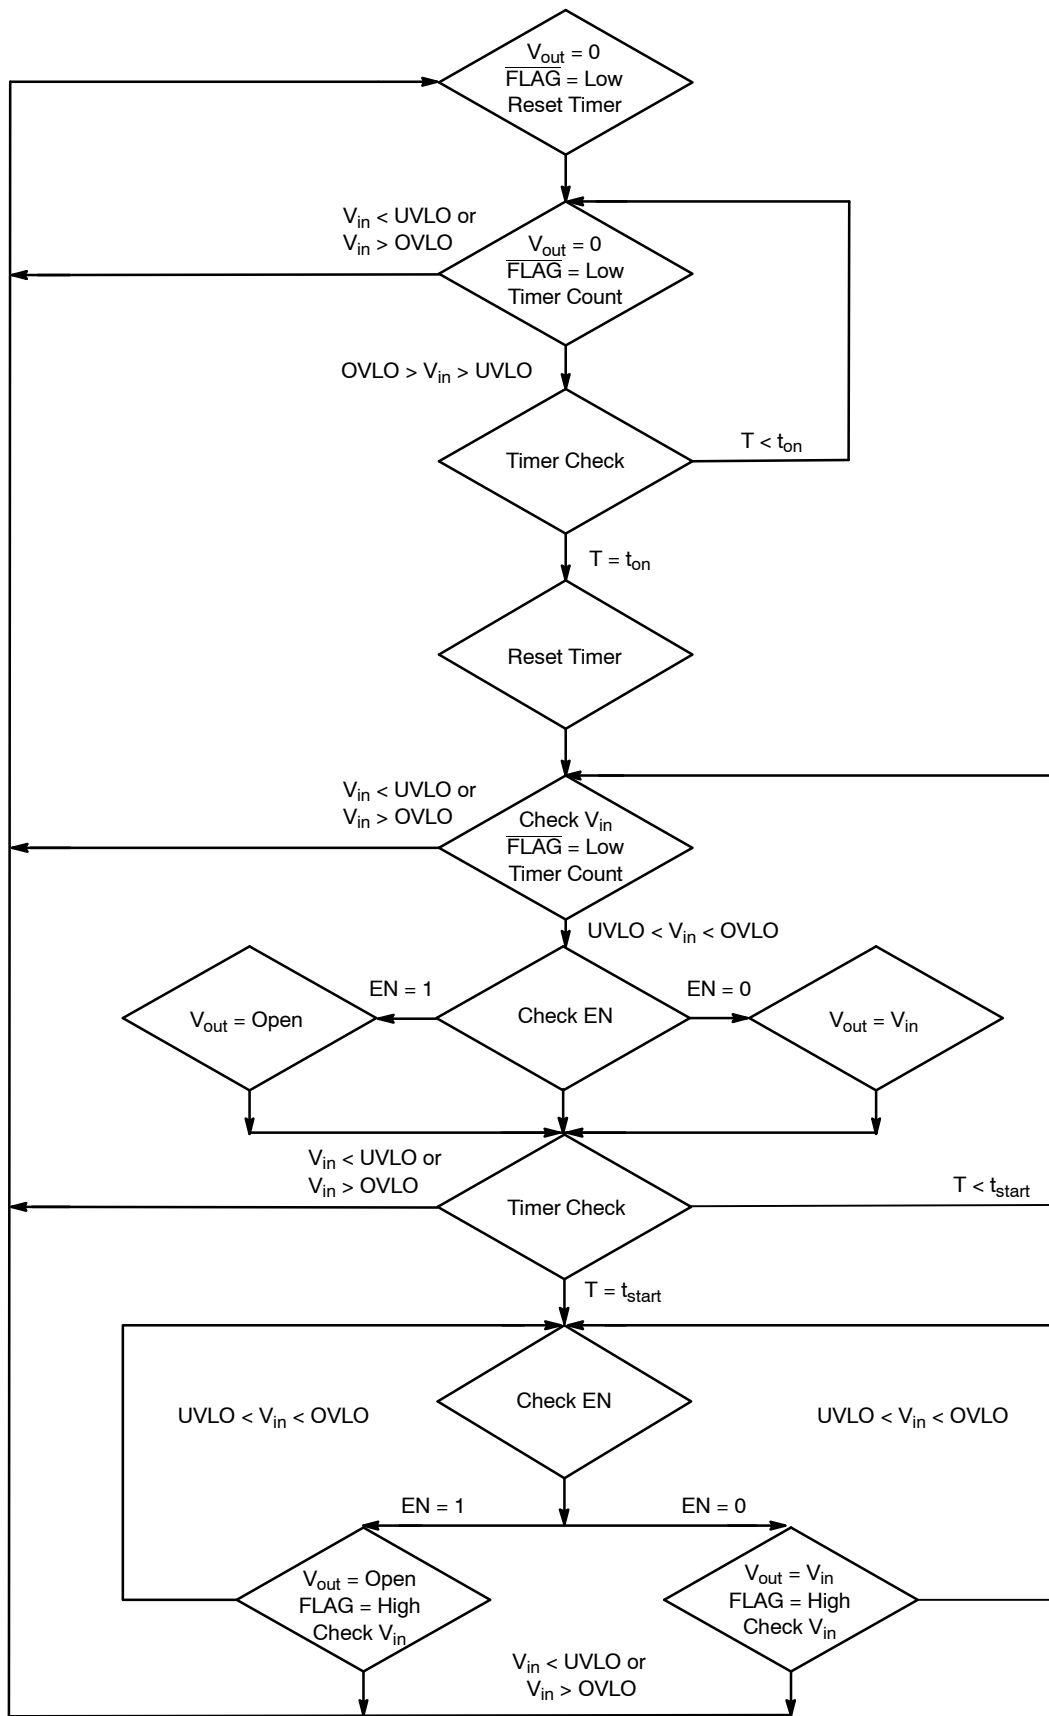 Vout = 0
FLAG = Low
Reset Timer
Vin < UVLO or
Vin > OVLO
Vout = 0
FLAG = Low
Timer Count
OVLO > Vin > UVLO
Timer Check
T < ton
T = ton
Reset Timer
Vin < UVLO or
Vin > OVLO
Check Vin
FLAG = Low
Timer Count
UVLO < Vin < OVLO
Vout = Open
EN = 1
Check EN
EN = 0
Vout = Vin
Vin < UVLO or
Vin > OVLO
Timer Check
T < tstart
T = tstart
Check EN
UVLO < Vin < OVLO
UVLO < Vin < OVLO
EN = 1
EN = 0
Vout = Open
FLAG = High
Check Vin
Vout = Vin
FLAG = High
Check Vin
Vin < UVLO or
Vin > OVLO